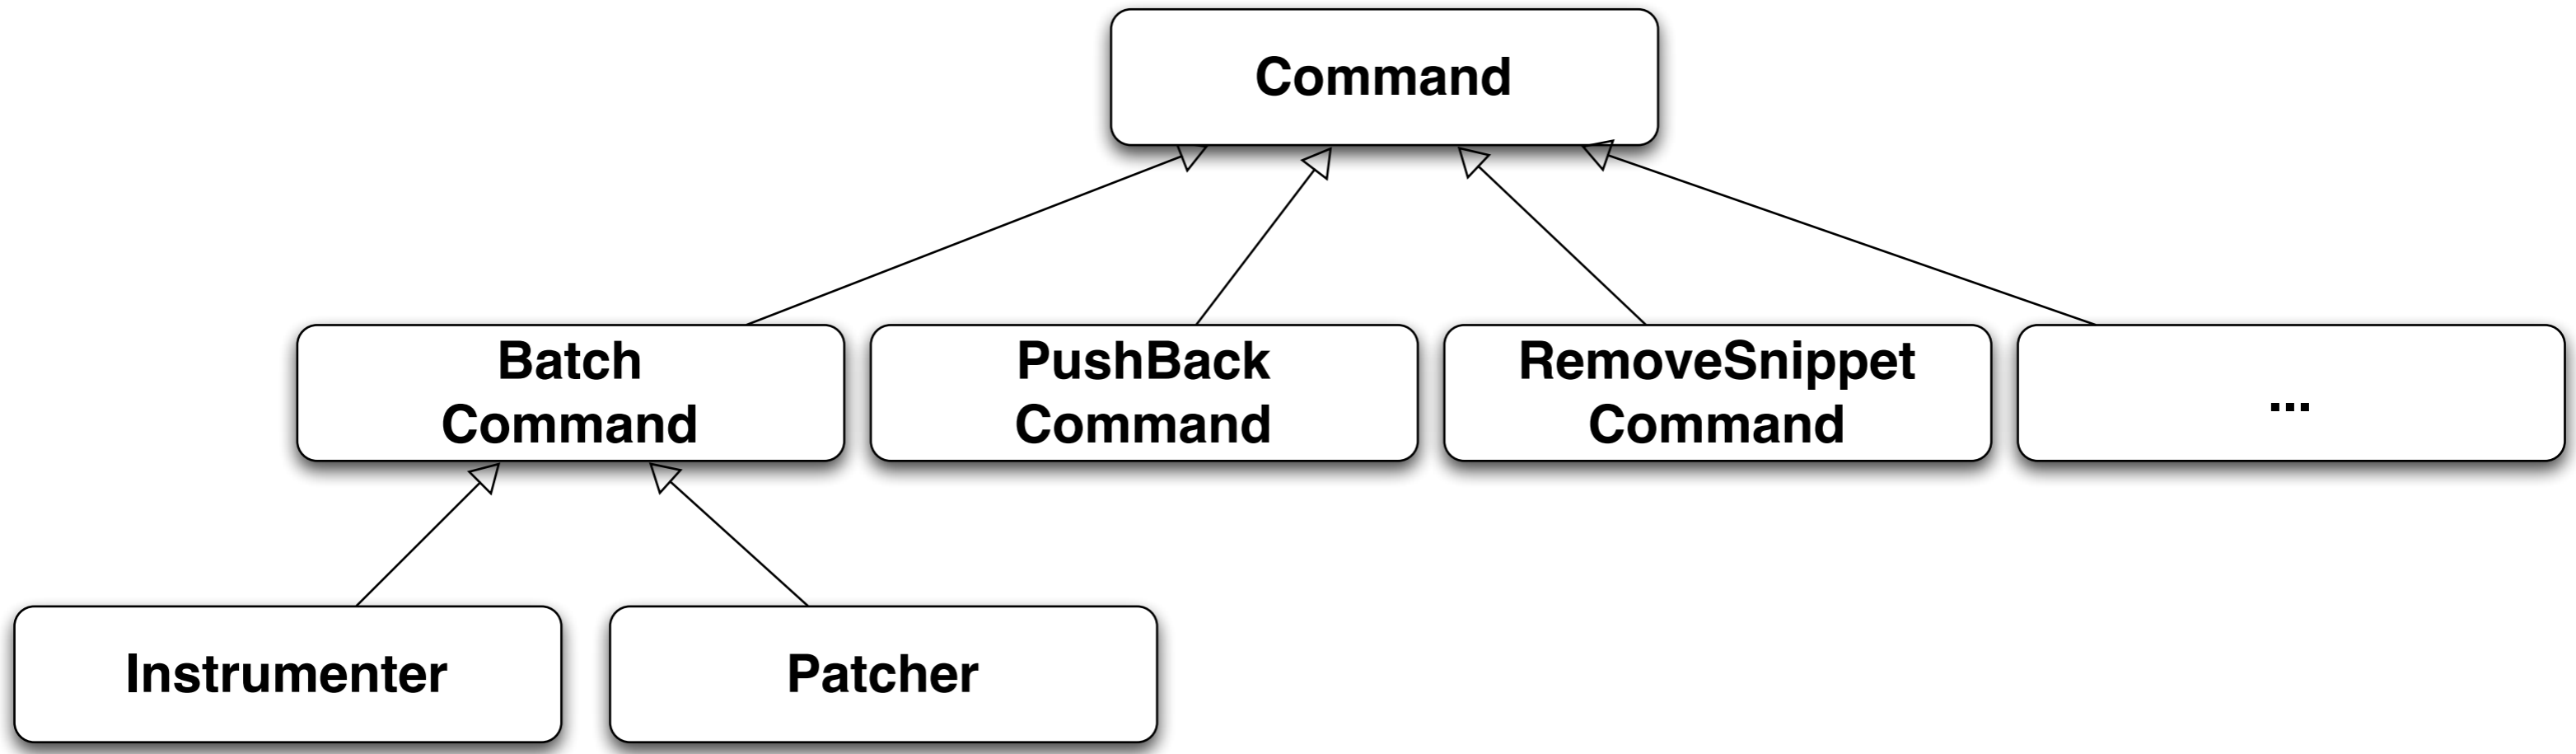 Command
Batch
Command
PushBack
Command
RemoveSnippet
Command
...
Instrumenter
Patcher